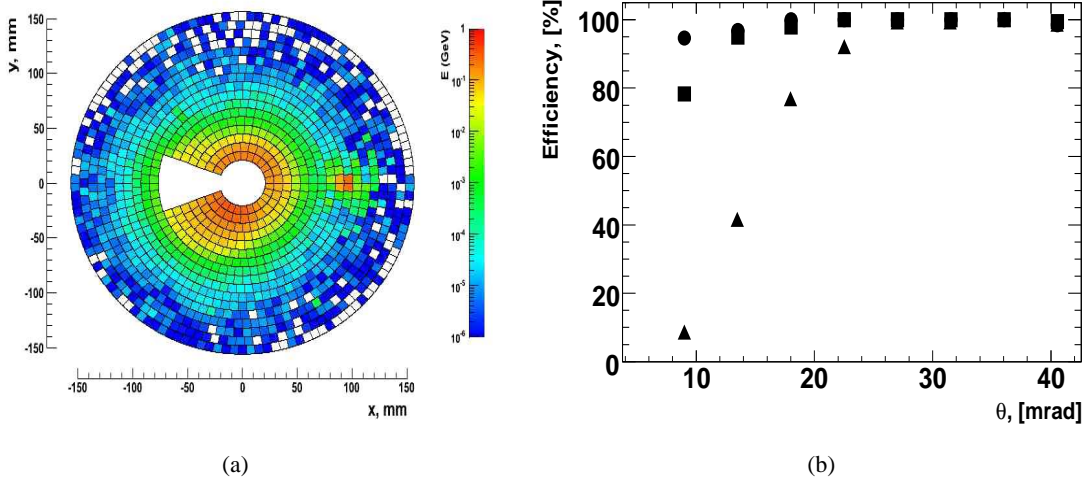 y, mm
150
100
50
0
-50
-100
-150
-150 -100 -50 0 50 100 150
x, mm
E (GeV)
1
10-1
10-2
10-3
10-4
10-5
10-6
(a)
Efficiency, [%]
100
80
60
40
20
0
10 20 30 40
θ, [mrad]
(b)